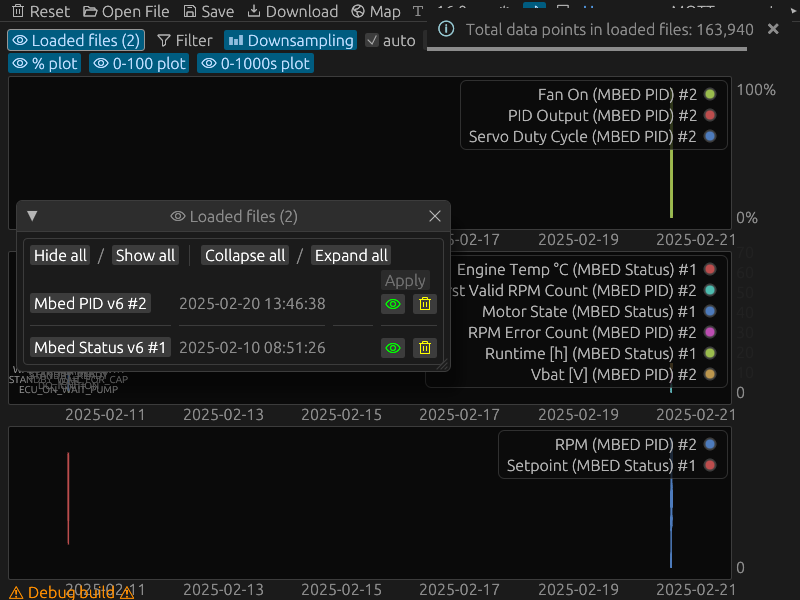 Reset Open File Save Download Map
Total data points in loaded files: 163,940
Loaded files (2) Filter Downsampling auto
% plot 0-100 plot 0-1000s plot
100%
Fan On (MBED PID) #2
PID Output (MBED PID) #2
Servo Duty Cycle (MBED PID) #2
0%
-02-17 2025-02-19 2025-02-21
Loaded files (2)
Hide all / Show all Collapse all / Expand all
Apply
Mbed PID v6 #2 2025-02-20 13:46:38
Mbed Status v6 #1 2025-02-10 08:51:26
Engine Temp °C (MBED Status) #1
st Valid RPM Count (MBED PID) #2
Motor State (MBED Status) #1
RPM Error Count (MBED PID) #2
Runtime [h] (MBED Status) #1
Vbat [V] (MBED PID) #2
0
ECU_ON_WAIT_PUMP
2025-02-11 2025-02-13 2025-02-15 2025-02-17 2025-02-19 2025-02-21
RPM (MBED PID) #2
Setpoint (MBED Status) #1
0
2025-02-11 2025-02-13 2025-02-15 2025-02-17 2025-02-19 2025-02-21
⚠ Debug build ⚠